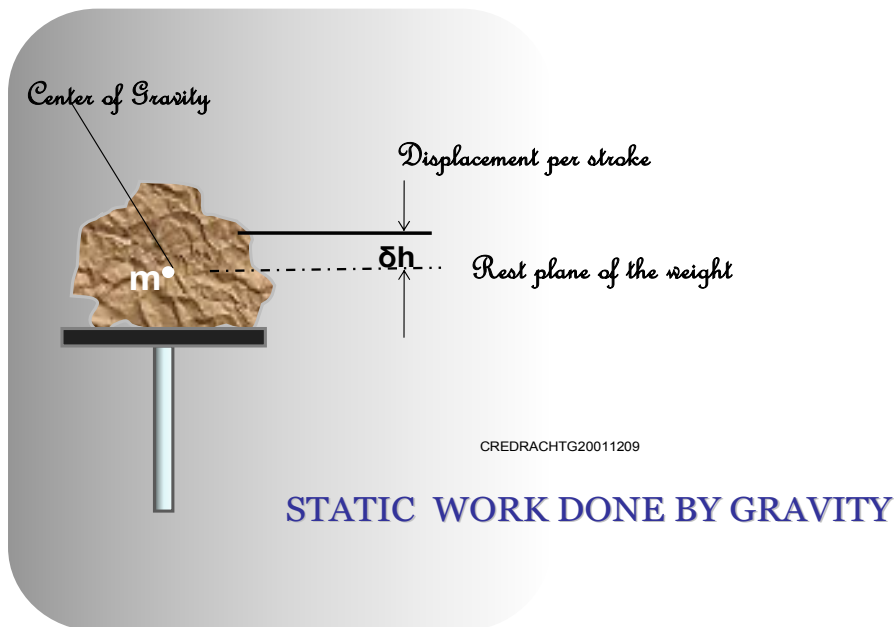 Center of Gravity
Displacement per stroke
δh
Rest plane of the weight
m
CREDRACHTG20011209
STATIC WORK DONE BY GRAVITY